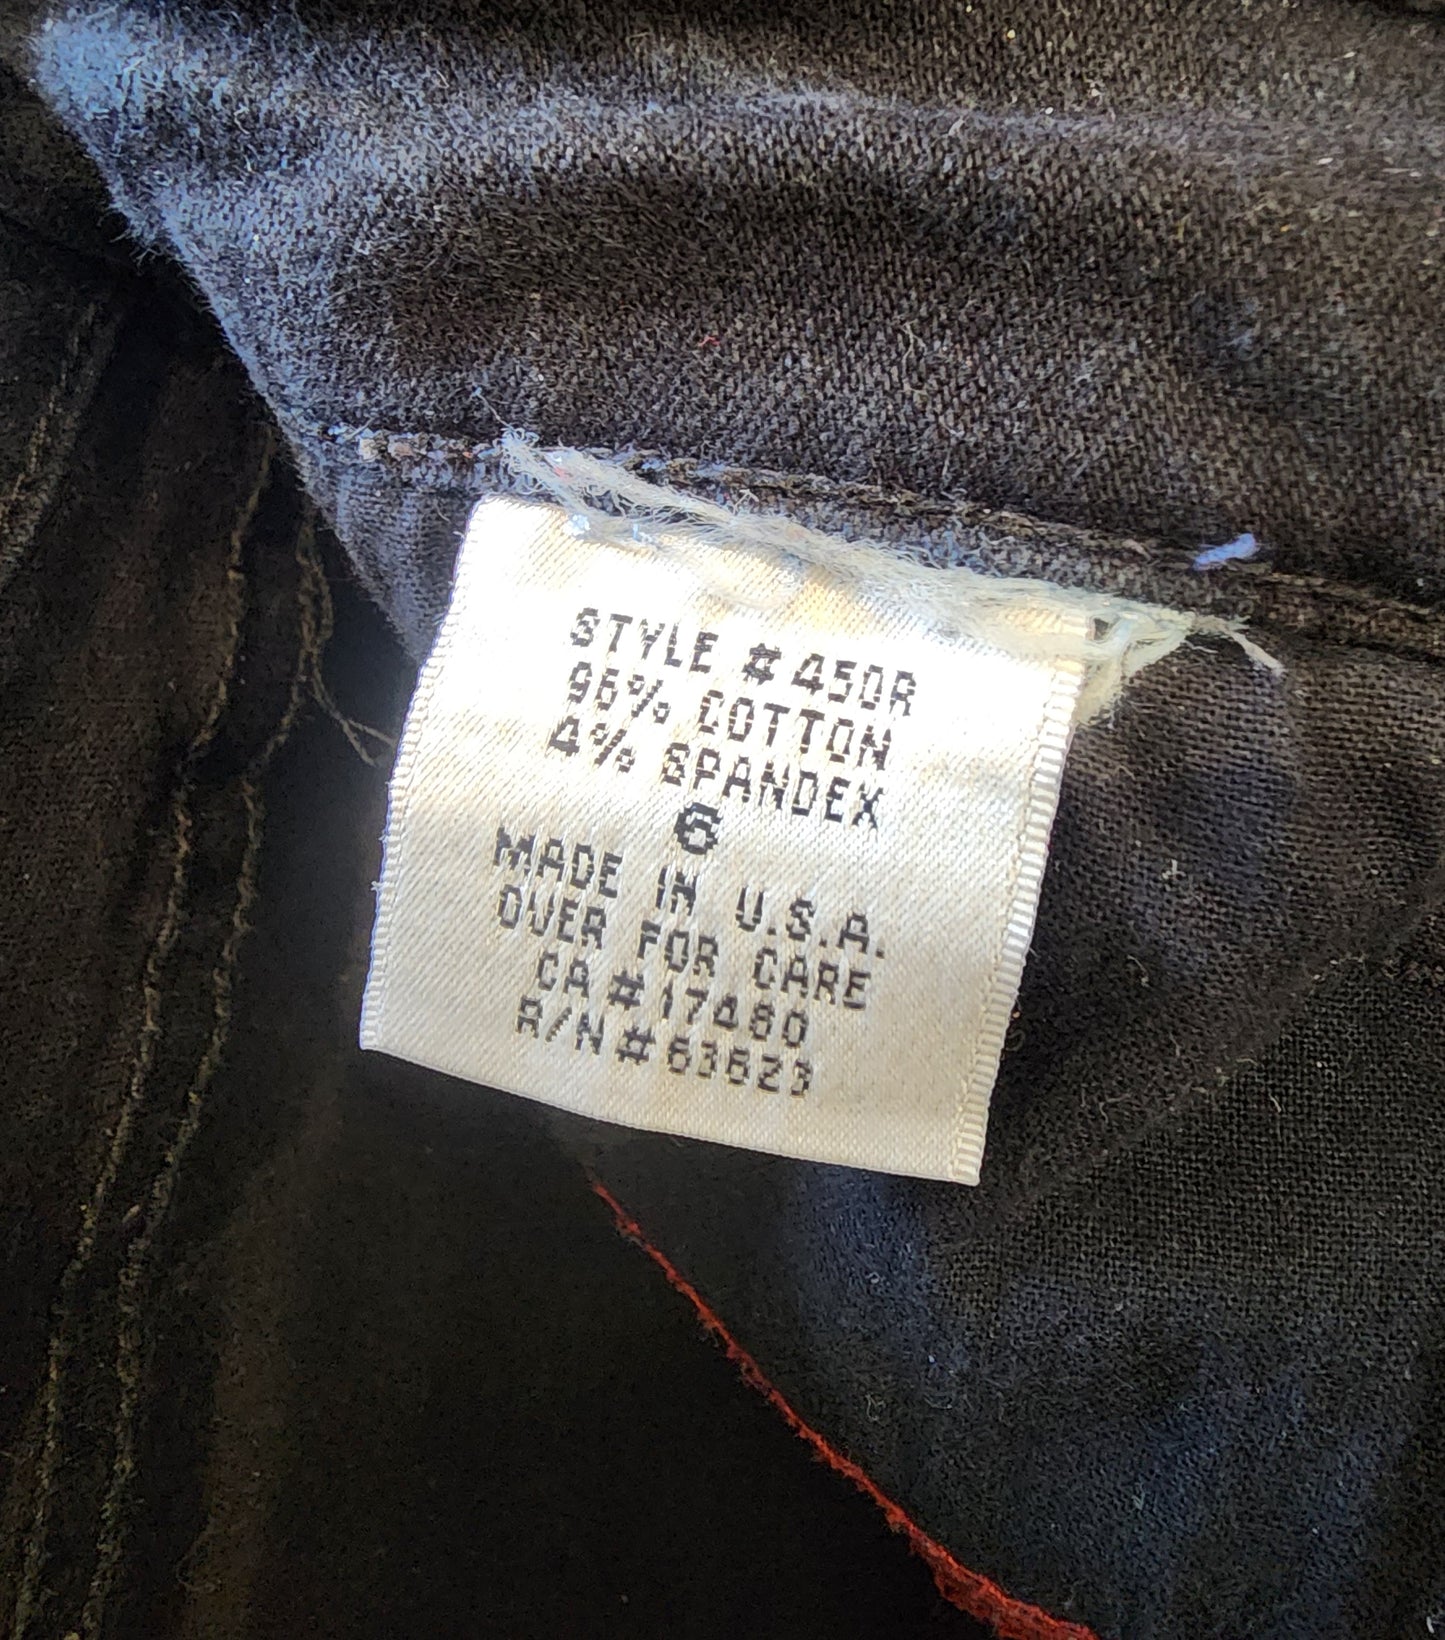 STYLE # 450R
96% COTTON
4% SPANDEX
6
MADE IN U.S.A.
OVER FOR CARE
CA # 17480
R/N # 63623